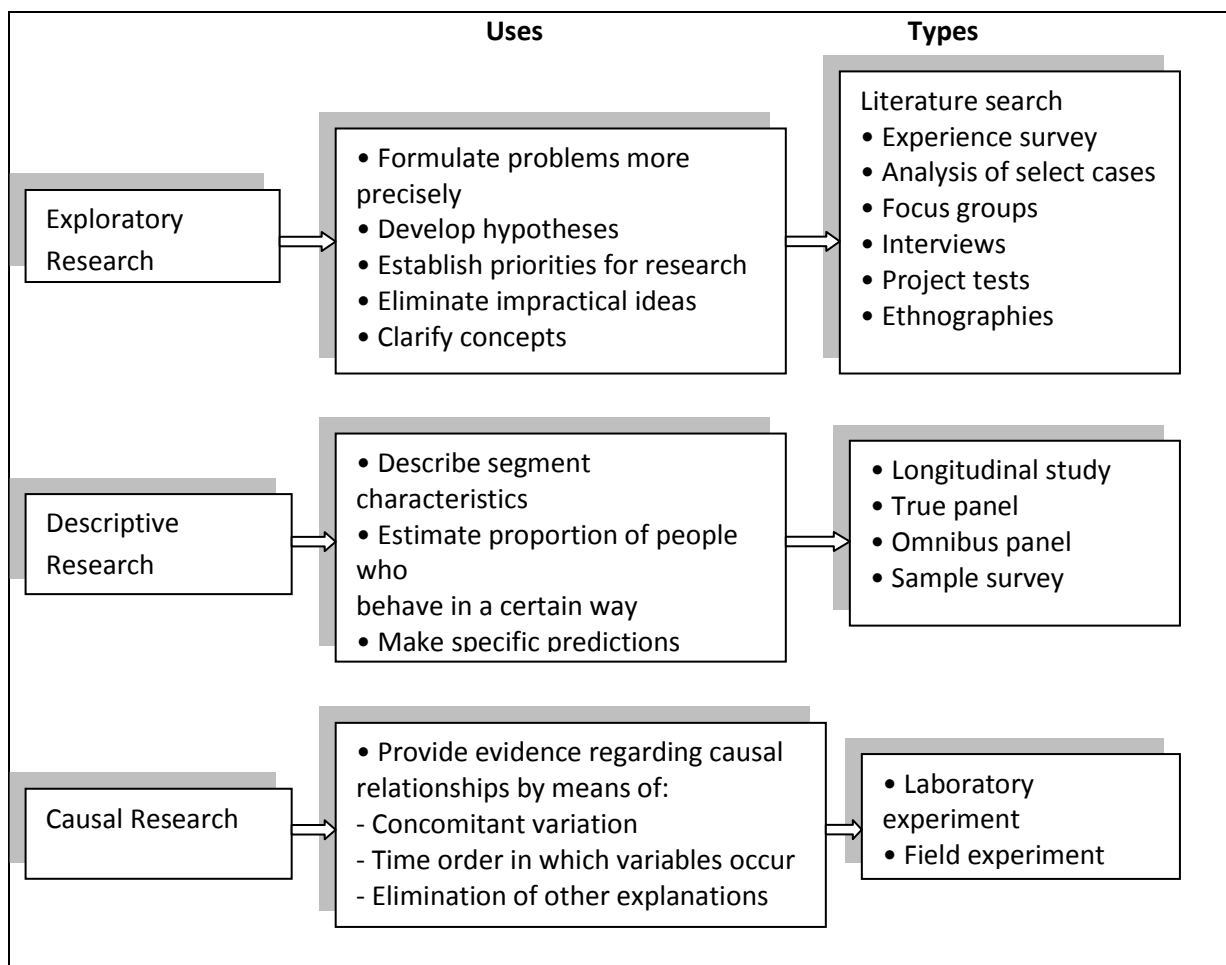 Uses
Types
Exploratory
Research
• Formulate problems more
precisely
• Develop hypotheses
• Establish priorities for research
• Eliminate impractical ideas
• Clarify concepts
Literature search
• Experience survey
• Analysis of select cases
• Focus groups
• Interviews
• Project tests
• Ethnographies
Descriptive
Research
• Describe segment
characteristics
• Estimate proportion of people
who
behave in a certain way
• Make specific predictions
• Longitudinal study
• True panel
• Omnibus panel
• Sample survey
Causal Research
• Provide evidence regarding causal
relationships by means of:
- Concomitant variation
- Time order in which variables occur
- Elimination of other explanations
• Laboratory
experiment
• Field experiment